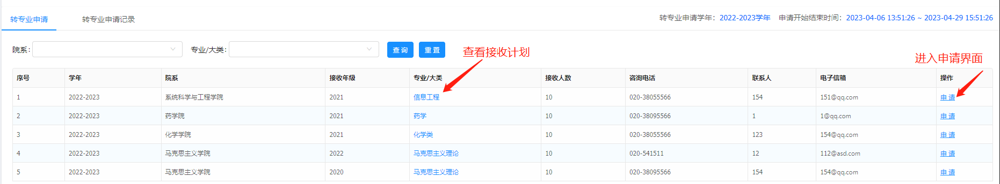 转专业申请 转专业申请记录 转专业申请学年：2022-2023学年 申请开始结束时间：2023-04-06 13:51:26 ~ 2023-04-29 15:51:26
院系： 专业/大类： 查 询 重 置 查看接收计划 进入申请界面
序号 学年 院系 接收年级 专业/大类 接收人数 咨询电话 联系人 电子信箱 操作
1 2022-2023 系统科学与工程学院 2021 信息工程 10 020-38055566 154 151@qq.com 申 请
2 2022-2023 药学院 2021 药学 10 020-38095566 1 1@qq.com 申 请
3 2022-2023 化学学院 2021 化学类 10 020-38055566 123 154@qq.com 申 请
4 2022-2023 马克思主义学院 2022 马克思主义理论 10 020-541511 12 112@asd.com 申 请
5 2022-2023 马克思主义学院 2020 马克思主义理论 10 020-38095566 154 154@qq.com 申 请